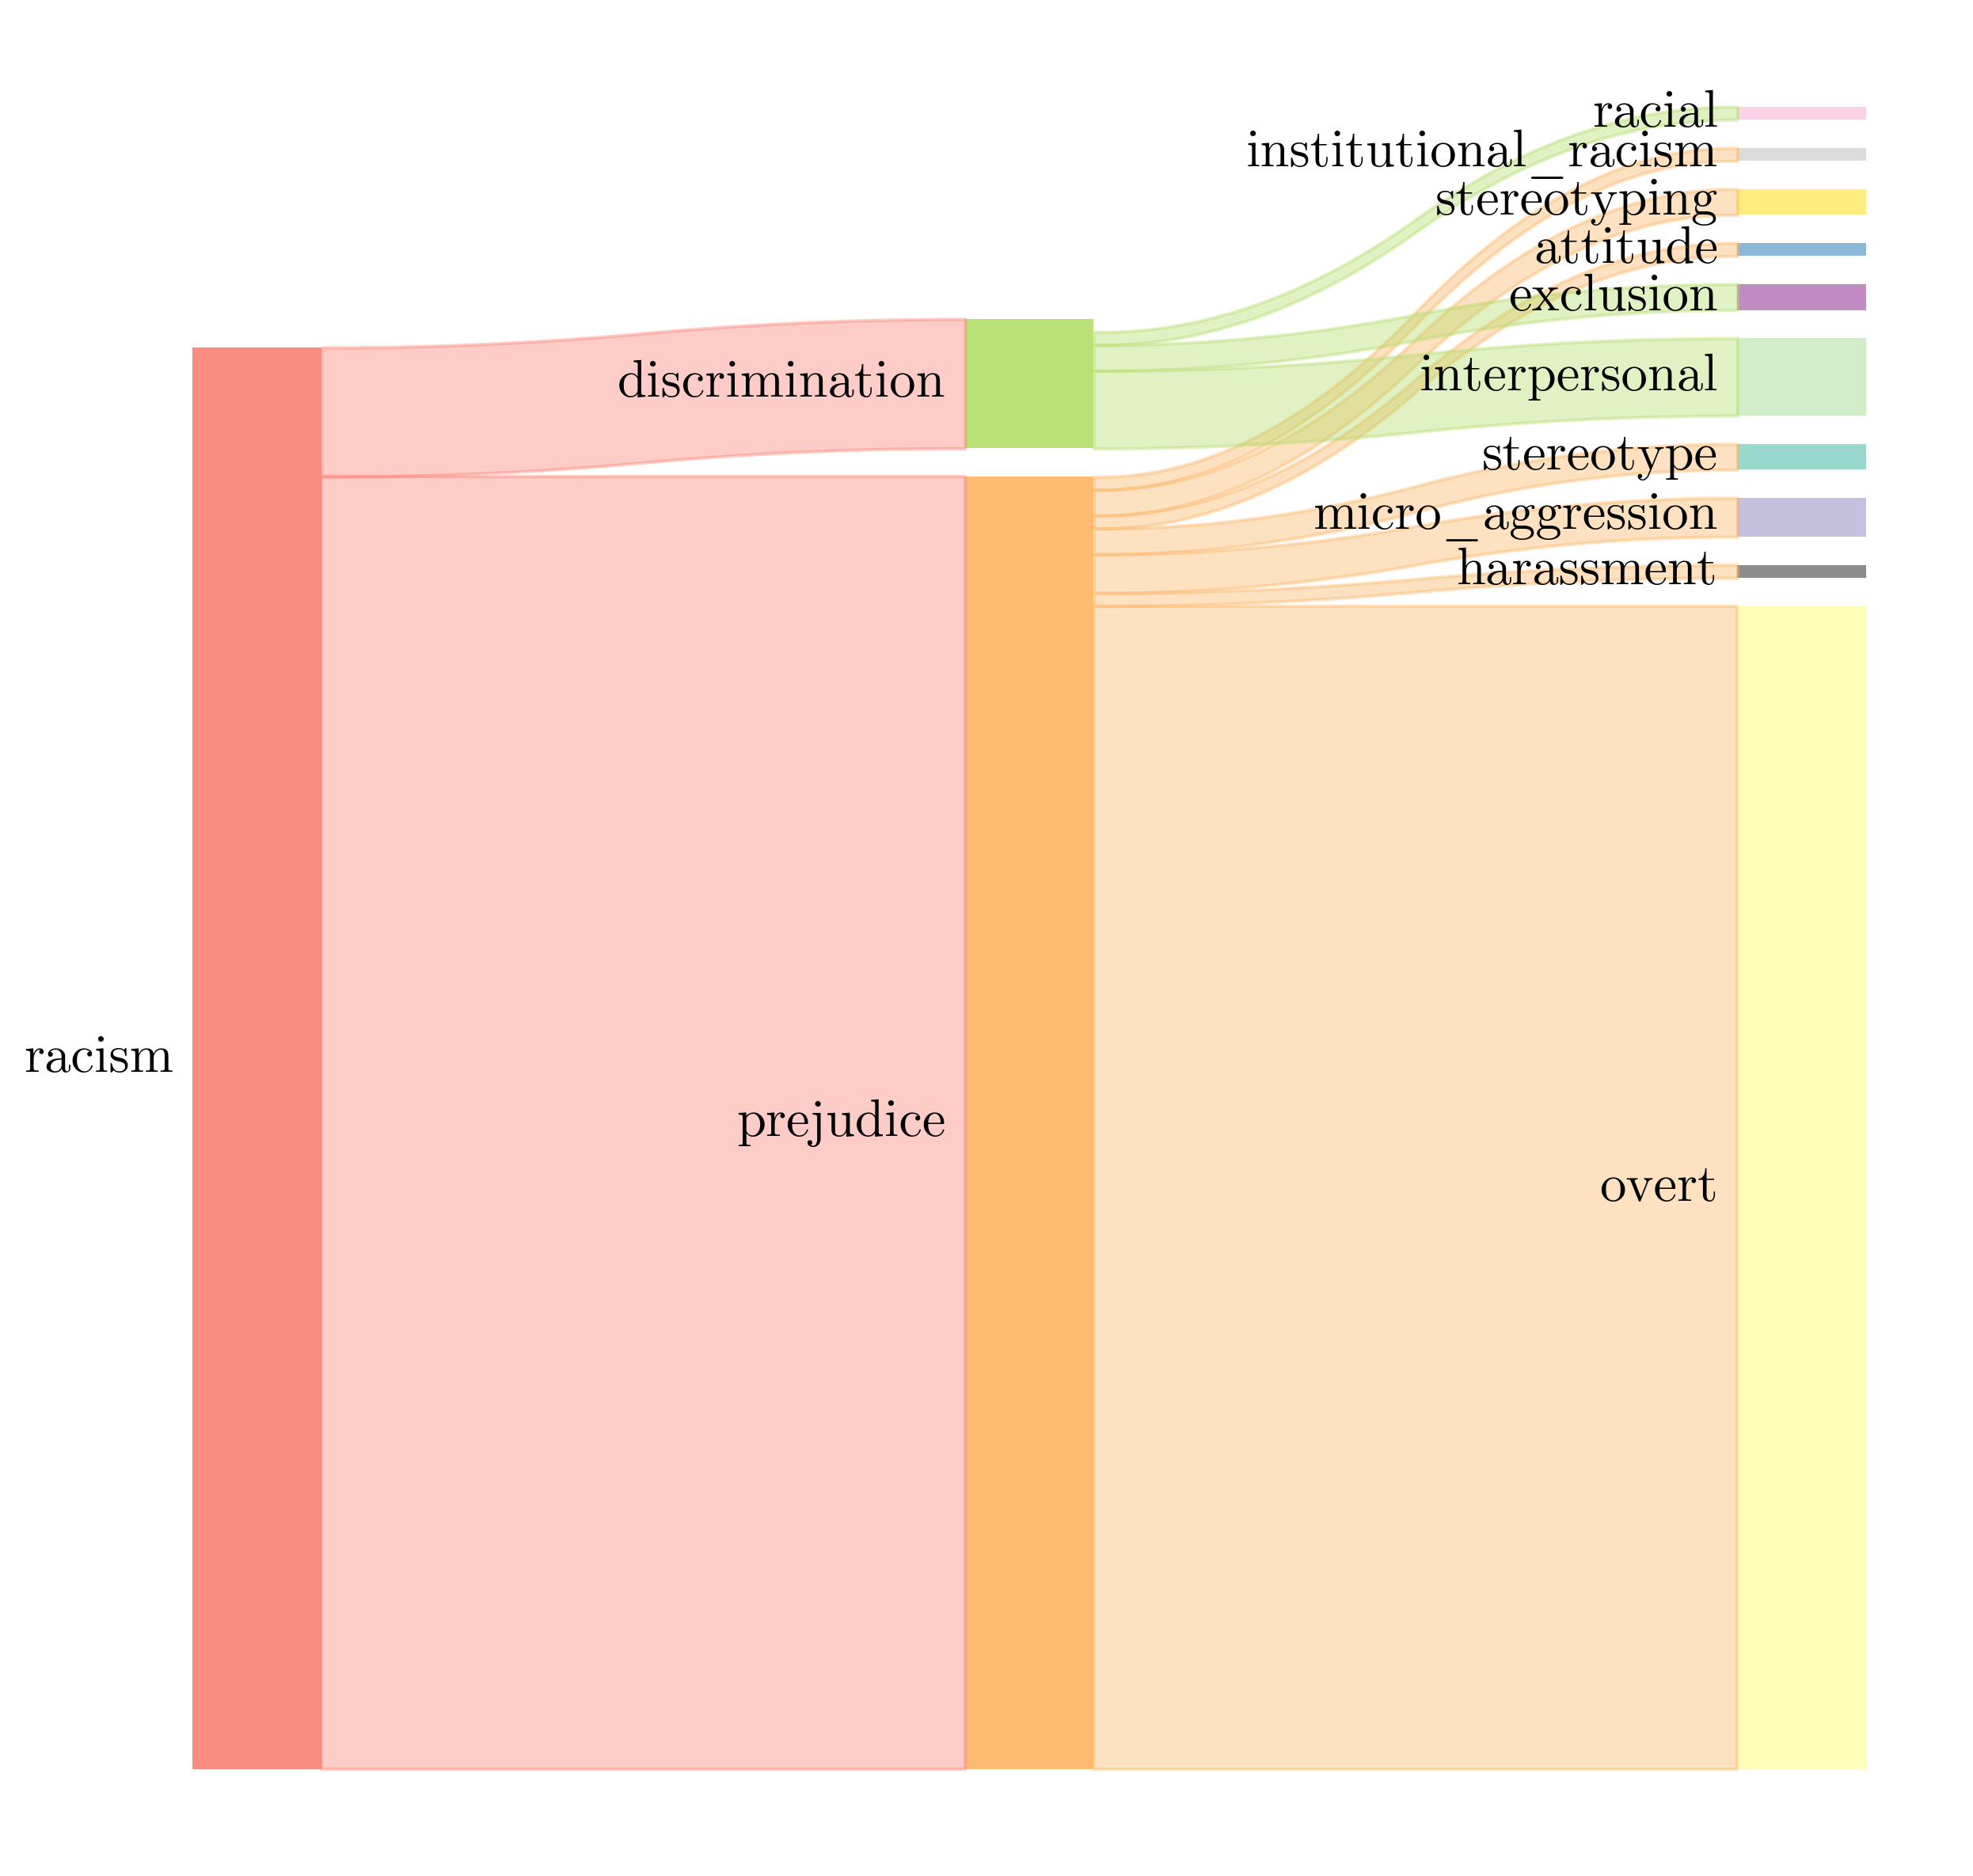 racial
institutional_racism
stereotyping
attitude
exclusion
interpersonal
discrimination
stereotype
micro_aggression
harassment
racism
prejudice
overt